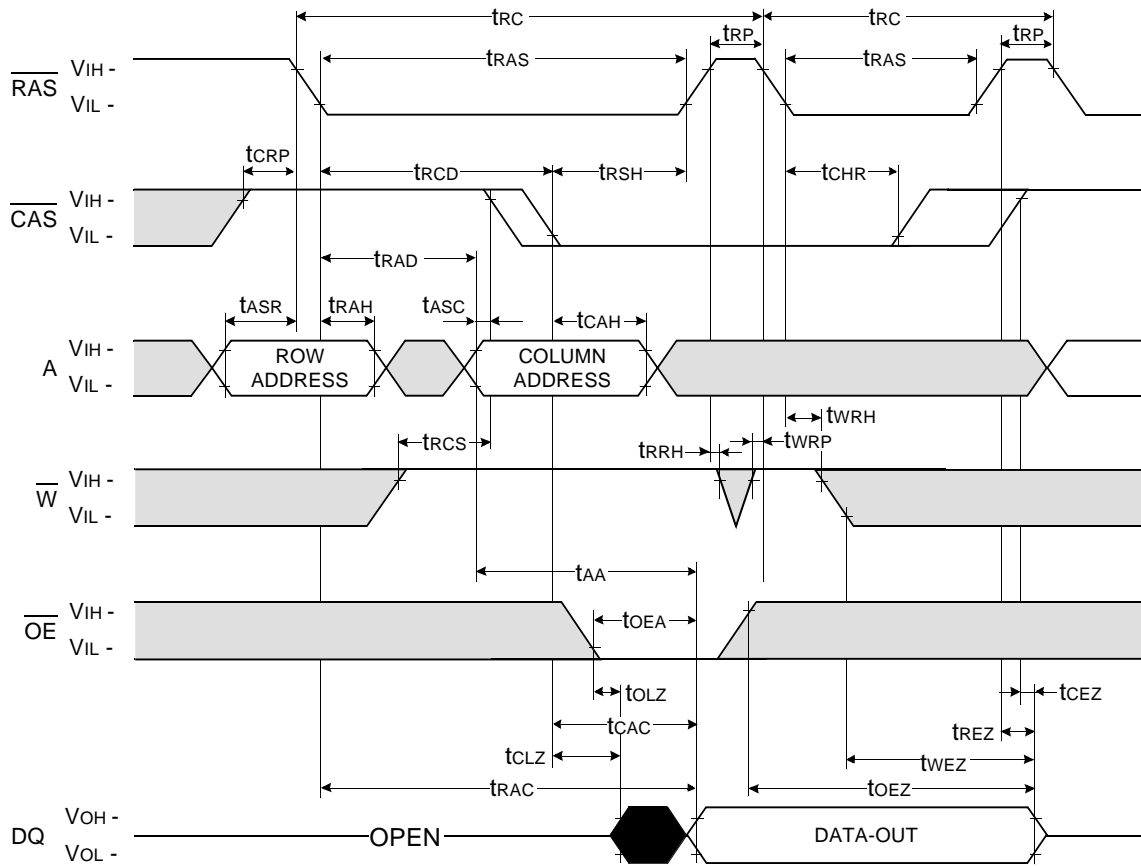 tRC tRC
tRP tRP
tRAS tRAS
RAS VIH -
VIL -
tCRP tRCD tRSH tCHR
CAS VIH -
VIL -
tRAD
tASR tRAH tASC tCAH
A VIH -
VIL -
ROW
ADDRESS
COLUMN
ADDRESS
tWRH
tRCS tRRH tWRP
W VIH -
VIL -
tAA
OE VIH -
VIL -
tOEA
tOLZ tCEZ
tCAC tREZ
tCLZ tWEZ
tRAC tOEZ
DQ VOH -
VOL -
OPEN DATA-OUT